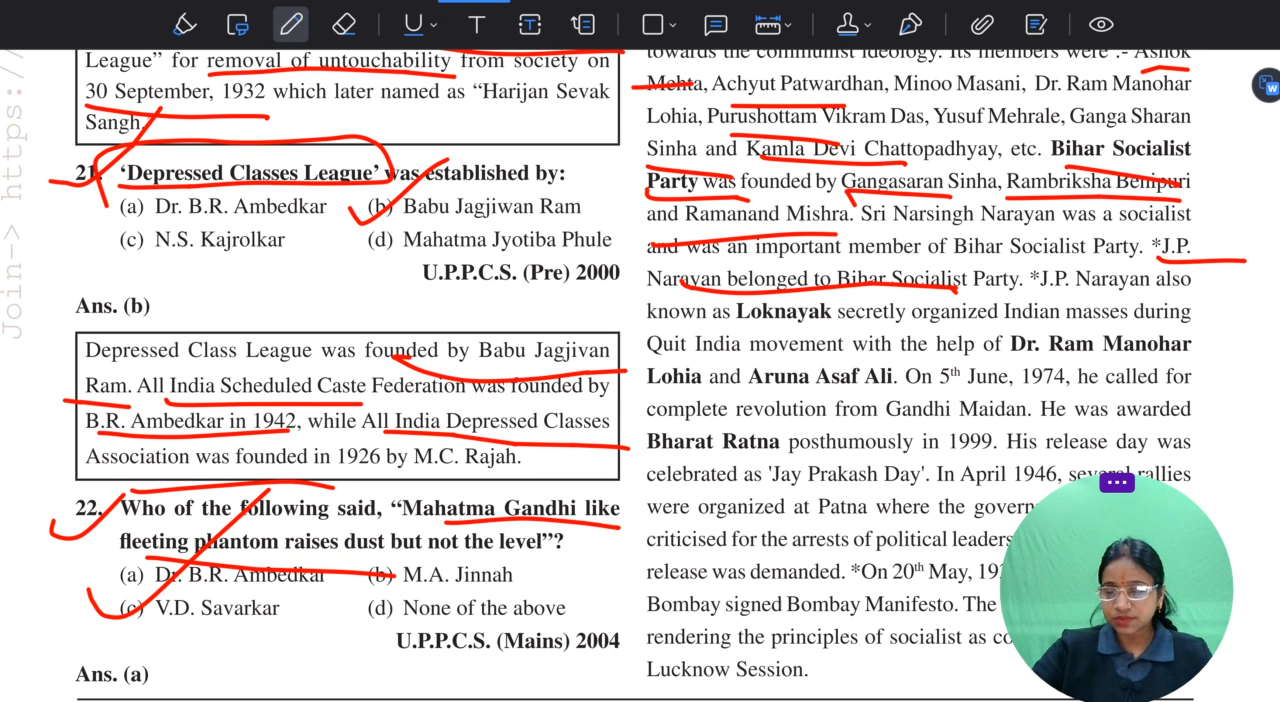 League” for removal of untouchability from society on
30 September, 1932 which later named as “Harijan Sevak
Sangh.
21. ‘Depressed Classes League’ was established by:
(a) Dr. B.R. Ambedkar (b) Babu Jagjiwan Ram
(c) N.S. Kajrolkar (d) Mahatma Jyotiba Phule
U.P.P.C.S. (Pre) 2000
Ans. (b)
Depressed Class League was founded by Babu Jagjivan
Ram. All India Scheduled Caste Federation was founded by
B.R. Ambedkar in 1942, while All India Depressed Classes
Association was founded in 1926 by M.C. Rajah.
22. Who of the following said, “Mahatma Gandhi like
fleeting phantom raises dust but not the level”?
(a) Dr. B.R. Ambedkar (b) M.A. Jinnah
(c) V.D. Savarkar (d) None of the above
U.P.P.C.S. (Mains) 2004
Ans. (a)
towards the communist ideology. Its members were :- Ashok
Mehta, Achyut Patwardhan, Minoo Masani, Dr. Ram Manohar
Lohia, Purushottam Vikram Das, Yusuf Mehrale, Ganga Sharan
Sinha and Kamla Devi Chattopadhyay, etc. Bihar Socialist
Party was founded by Gangasaran Sinha, Rambriksha Benipuri
and Ramanand Mishra. Sri Narsingh Narayan was a socialist
and was an important member of Bihar Socialist Party. *J.P.
Narayan belonged to Bihar Socialist Party. *J.P. Narayan also
known as Loknayak secretly organized Indian masses during
Quit India movement with the help of Dr. Ram Manohar
Lohia and Aruna Asaf Ali. On 5th June, 1974, he called for
complete revolution from Gandhi Maidan. He was awarded
Bharat Ratna posthumously in 1999. His release day was
celebrated as 'Jay Prakash Day'. In April 1946, several rallies
were organized at Patna where the
criticised for the arrests of political leaders
release was demanded. *On 20th May,
Bombay signed Bombay Manifesto. The
rendering the principles of socialist as
Lucknow Session.
Join-> https://